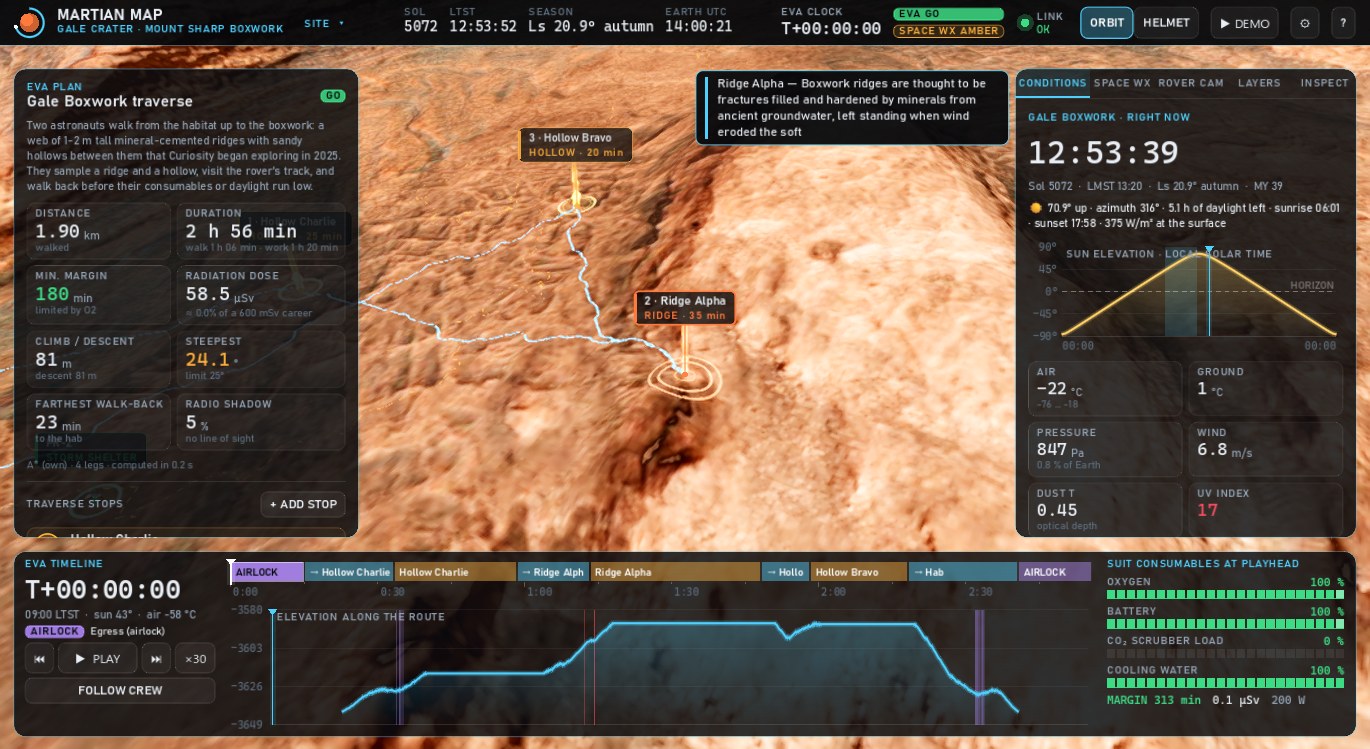 MARTIAN MAP
GALE CRATER · MOUNT SHARP BOXWORK
SITE
SOL
5072
LTST
12:53:52
SEASON
Ls 20.9° autumn
EARTH UTC
14:00:21
EVA CLOCK
T+00:00:00
EVA GO
SPACE WX AMBER
LINK
OK
ORBIT
HELMET
▶ DEMO
?
EVA PLAN
Gale Boxwork traverse
GO
Two astronauts walk from the habitat up to the boxwork: a
web of 1–2 m tall mineral-cemented ridges with sandy
hollows between them that Curiosity began exploring in 2025.
They sample a ridge and a hollow, visit the rover's track, and
walk back before their consumables or daylight run low.
DISTANCE
1.90 km
walked
DURATION
2 h 56 min
walk 1 h 06 min · work 1 h 20 min
MIN. MARGIN
180 min
limited by O2
RADIATION DOSE
58.5 µSv
≈ 0.0% of a 600 mSv career
CLIMB / DESCENT
81 m
descent 81 m
STEEPEST
24.1 °
limit 25°
FARTHEST WALK-BACK
23 min
to the hab
RADIO SHADOW
5 %
no line of sight
STORM SHELTER
A* (own) · 4 legs · computed in 0.2 s
TRAVERSE STOPS
+ ADD STOP
Hollow Charlie
1 · Hollow Charlie
3 · Hollow Bravo
HOLLOW · 20 min
2 · Ridge Alpha
RIDGE · 35 min
Ridge Alpha — Boxwork ridges are thought to be
fractures filled and hardened by minerals from
ancient groundwater, left standing when wind
eroded the soft
CONDITIONS
SPACE WX
ROVER CAM
LAYERS
INSPECT
GALE BOXWORK · RIGHT NOW
12:53:39
Sol 5072 · LMST 13:20 · Ls 20.9° autumn · MY 39
70.9° up · azimuth 316° · 5.1 h of daylight left · sunrise 06:01
· sunset 17:58 · 375 W/m² at the surface
SUN ELEVATION · LOCAL SOLAR TIME
90°
45°
0°
−45°
−90°
HORIZON
00:00
00:00
AIR
−22 °C
−76 … −18
GROUND
1 °C
PRESSURE
847 Pa
0.8 % of Earth
WIND
6.8 m/s
DUST τ
0.45
optical depth
UV INDEX
17
EVA TIMELINE
T+00:00:00
09:00 LTST · sun 43° · air -58 °C
AIRLOCK
Egress (airlock)
⏮
▶ PLAY
⏭
×30
FOLLOW CREW
AIRLOCK
→ Hollow Charlie
Hollow Charlie
→ Ridge Alph
Ridge Alpha
→ Hollo
Hollow Bravo
→ Hab
AIRLOCK
0:00
0:30
1:00
1:30
2:00
2:30
ELEVATION ALONG THE ROUTE
−3580
−3603
−3626
−3649
SUIT CONSUMABLES AT PLAYHEAD
OXYGEN
100 %
BATTERY
100 %
CO₂ SCRUBBER LOAD
0 %
COOLING WATER
100 %
MARGIN 313 min
0.1 µSv
200 W